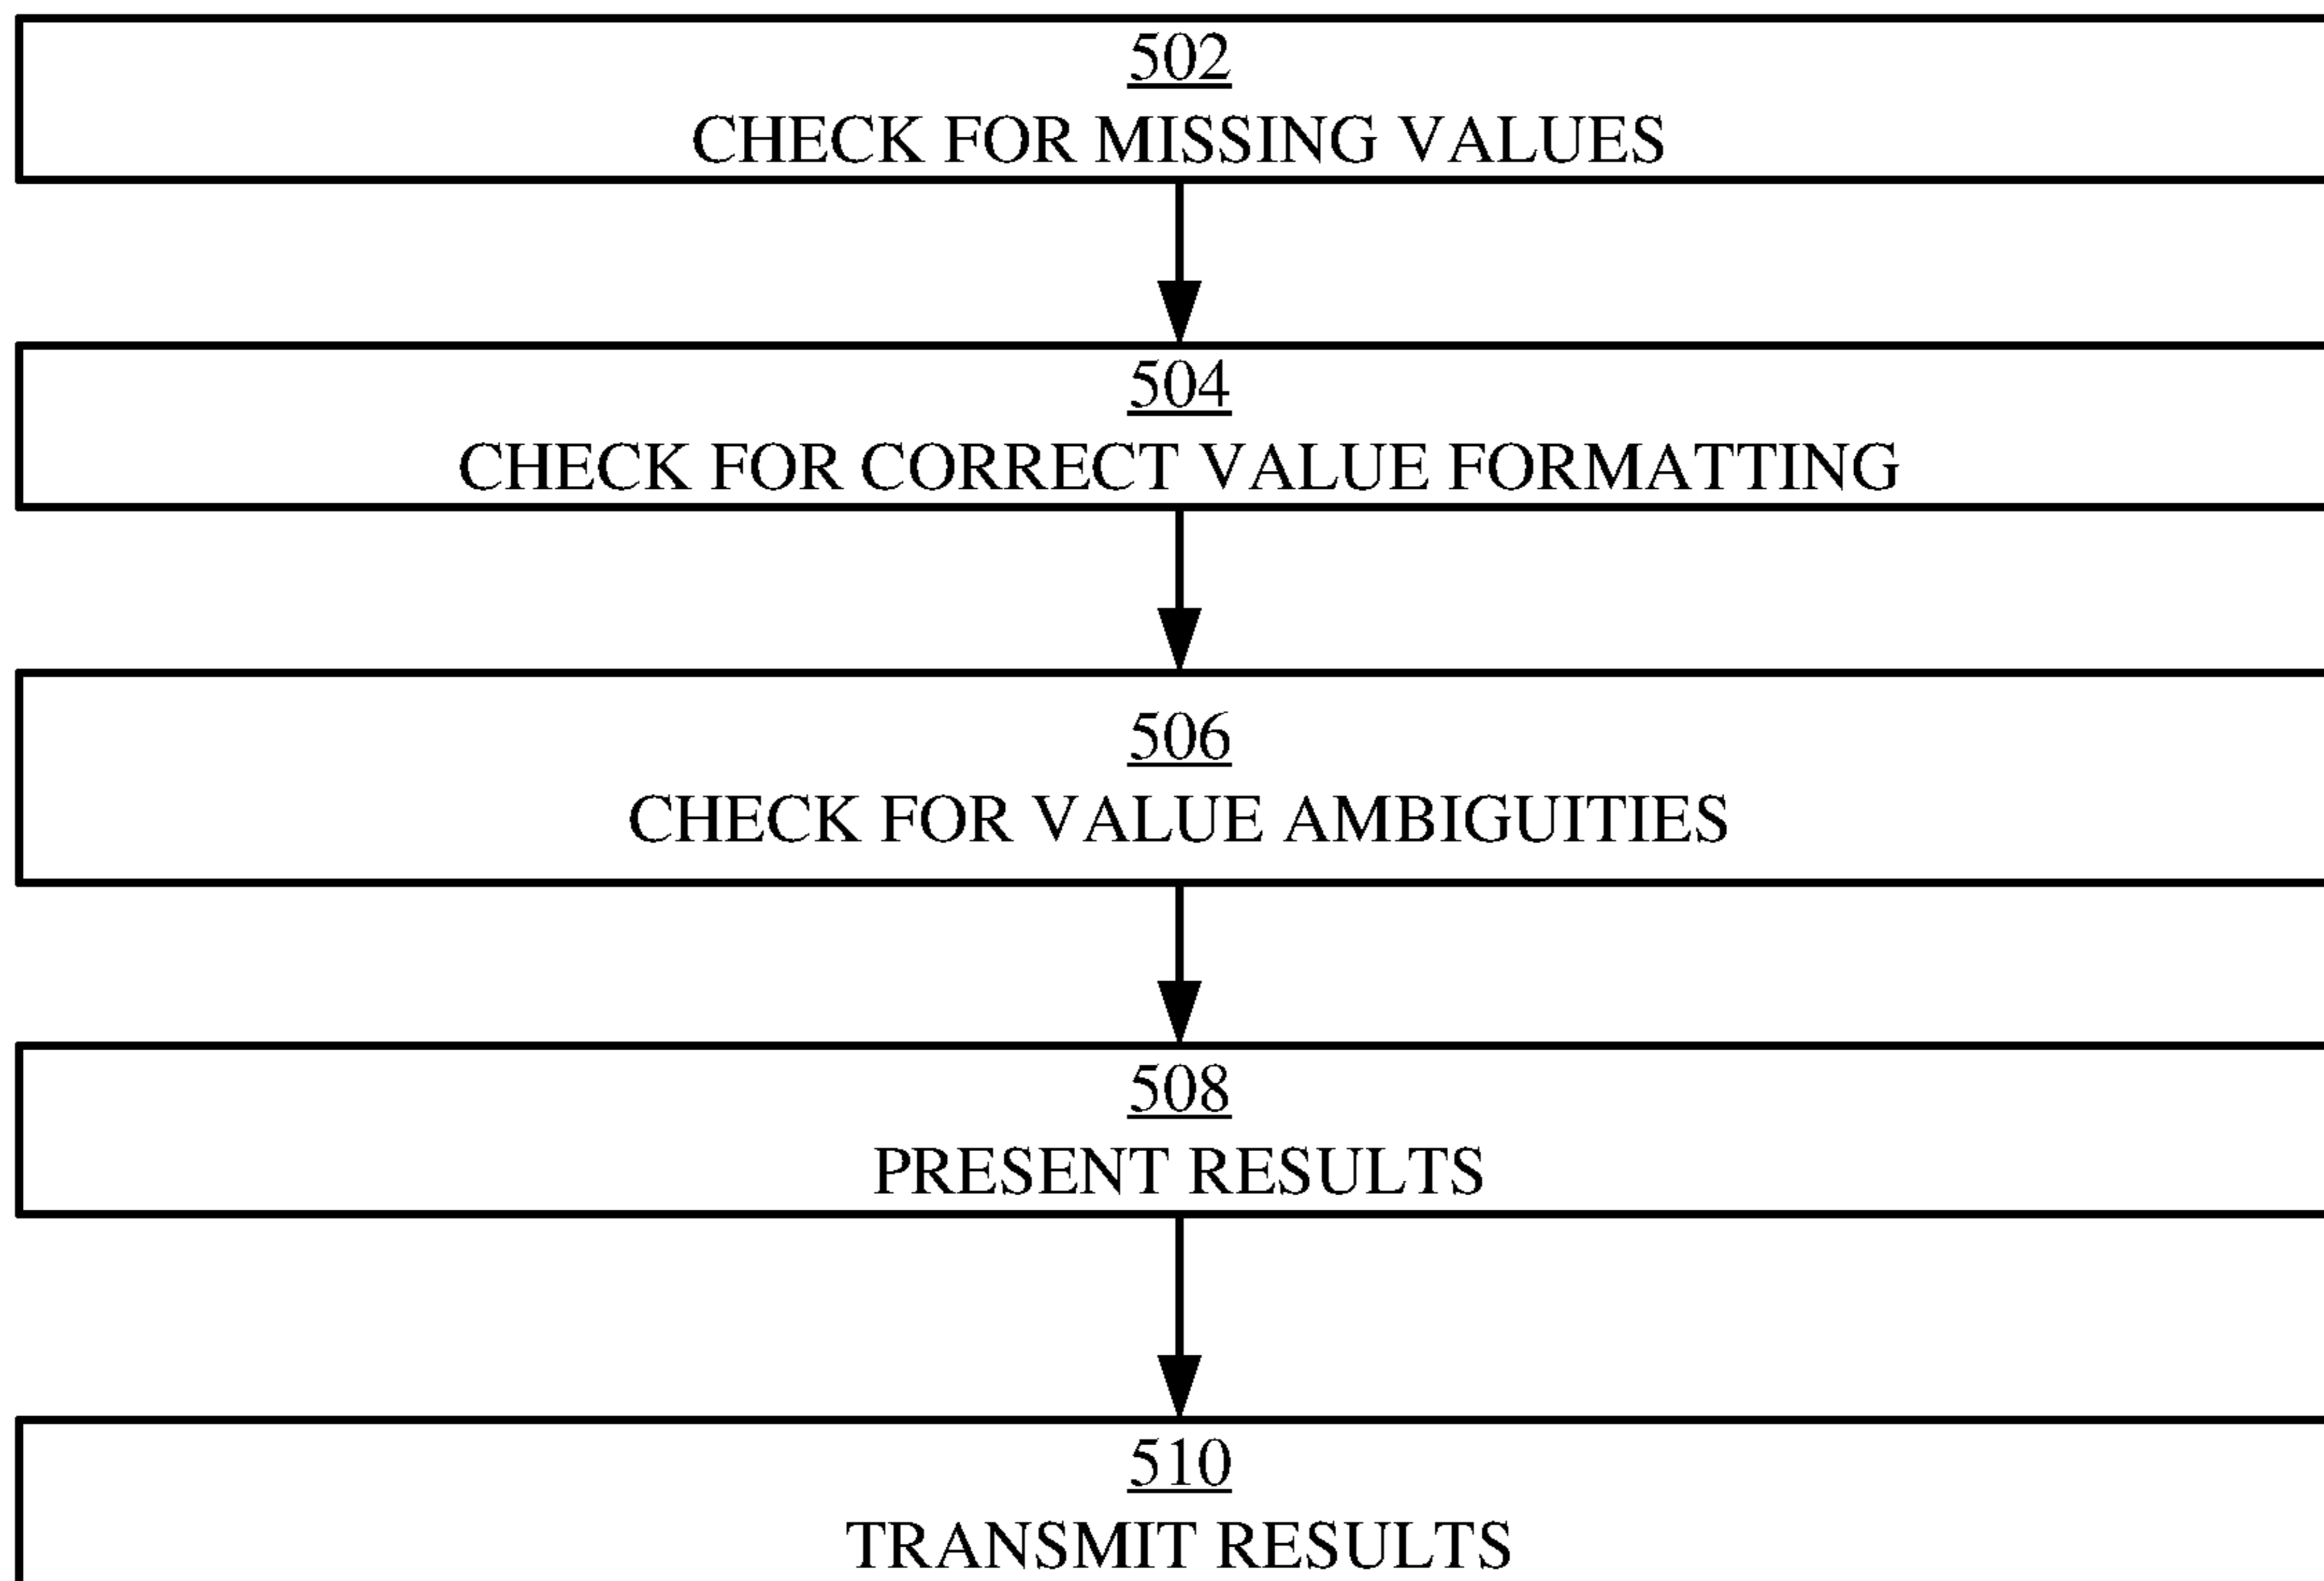 502
CHECK FOR MISSING VALUES
504
CHECK FOR CORRECT VALUE FORMATTING
506
CHECK FOR VALUE AMBIGUITIES
508
PRESENT RESULTS
510
TRANSMIT RESULTS